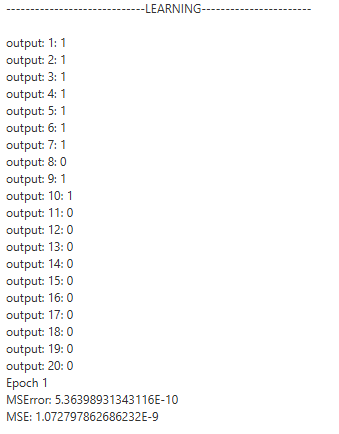 -----------------------------LEARNING-----------------------
output: 1: 1
output: 2: 1
output: 3: 1
output: 4: 1
output: 5: 1
output: 6: 1
output: 7: 1
output: 8: 0
output: 9: 1
output: 10: 1
output: 11: 0
output: 12: 0
output: 13: 0
output: 14: 0
output: 15: 0
output: 16: 0
output: 17: 0
output: 18: 0
output: 19: 0
output: 20: 0
Epoch 1
MSError: 5.36398931343116E-10
MSE: 1.072797862686232E-9